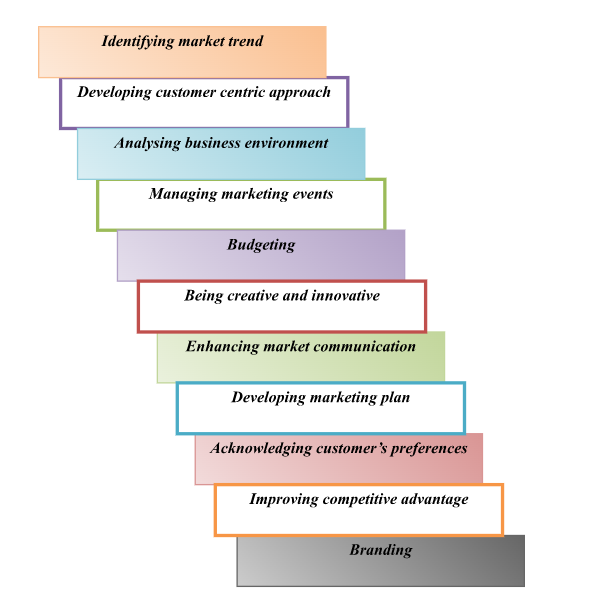 Identifying market trend
Developing customer centric approach
Analysing business environment
Managing marketing events
Budgeting
Being creative and innovative
Enhancing market communication
Developing marketing plan
Acknowledging customer’s preferences
Improving competitive advantage
Branding